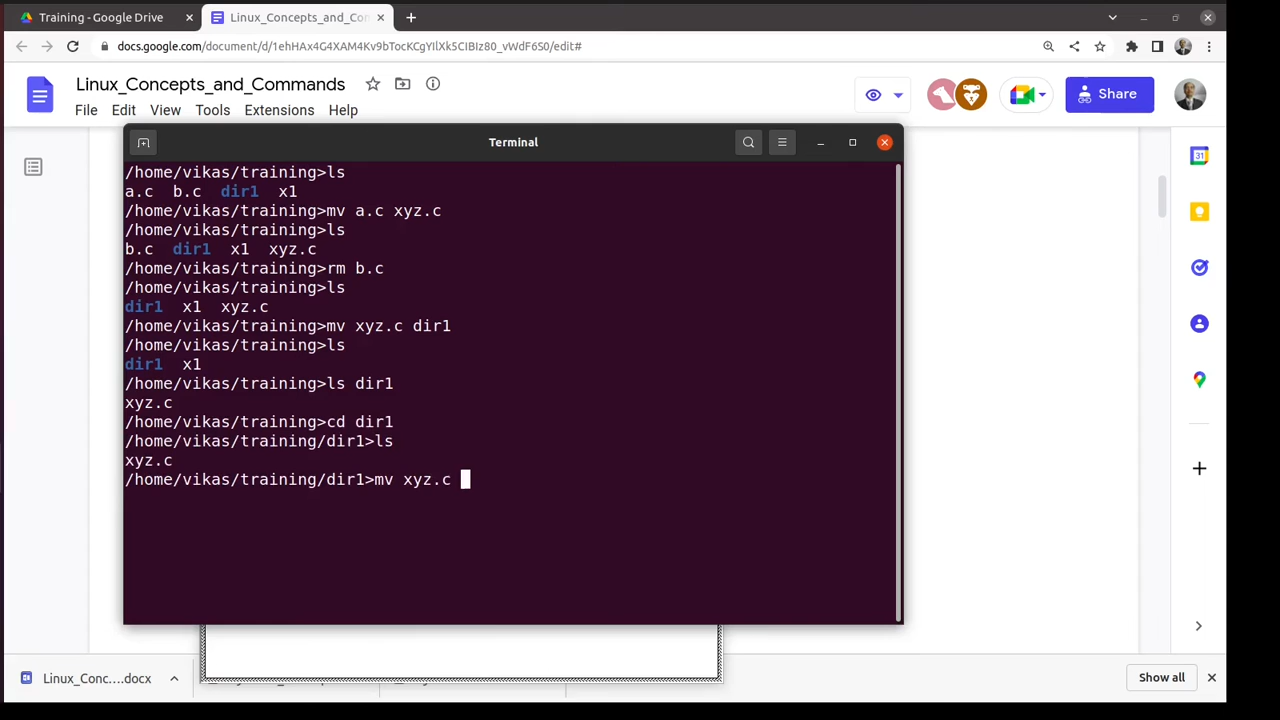 Training - Google Drive
Linux_Concepts_and_Co
docs.google.com/document/d/1ehHAx4G4XAM4Kv9bTocKCgYIlXk5CIBIz80_vWdF6S0/edit#
Linux_Concepts_and_Commands
File Edit View Tools Extensions Help
Share
Terminal
/home/vikas/training>ls
a.c b.c dir1 x1
/home/vikas/training>mv a.c xyz.c
/home/vikas/training>ls
b.c dir1 x1 xyz.c
/home/vikas/training>rm b.c
/home/vikas/training>ls
dir1 x1 xyz.c
/home/vikas/training>mv xyz.c dir1
/home/vikas/training>ls
dir1 x1
/home/vikas/training>ls dir1
xyz.c
/home/vikas/training>cd dir1
/home/vikas/training/dir1>ls
xyz.c
/home/vikas/training/dir1>mv xyz.c
31
Linux_Conc....docx
Show all